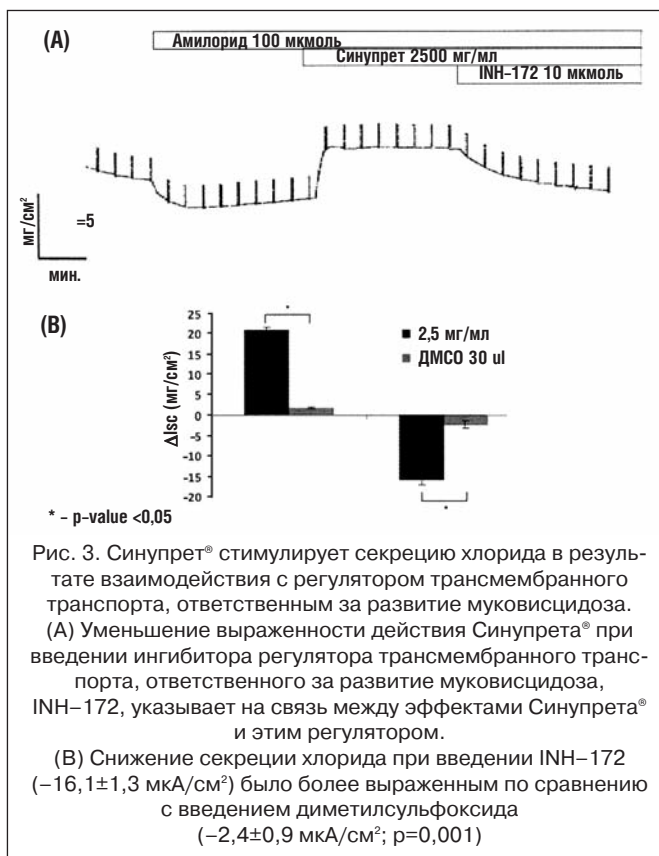 (A)
Амилорид 100 мкмоль
Синупрет 2500 мг/мл
INH-172 10 мкмоль
мг/см²
=5
мин.
(B)
25
20
15
10
5
0
-5
-10
-15
-20
ΔIsc (мг/см²)
*
2,5 мг/мл
ДМСО 30 ul
*
* - p-value <0,05
Рис. 3. Синупрет® стимулирует секрецию хлорида в резуль-
тате взаимодействия с регулятором трансмембранного
транспорта, ответственным за развитие муковисцидоза.
(А) Уменьшение выраженности действия Синупрета® при
введении ингибитора регулятора трансмембранного транс-
порта, ответственного за развитие муковисцидоза,
INH–172, указывает на связь между эффектами Синупрета®
и этим регулятором.
(В) Снижение секреции хлорида при введении INH–172
(–16,1±1,3 мкА/см²) было более выраженным по сравнению
с введением диметилсульфоксида
(–2,4±0,9 мкА/см²; p=0,001)